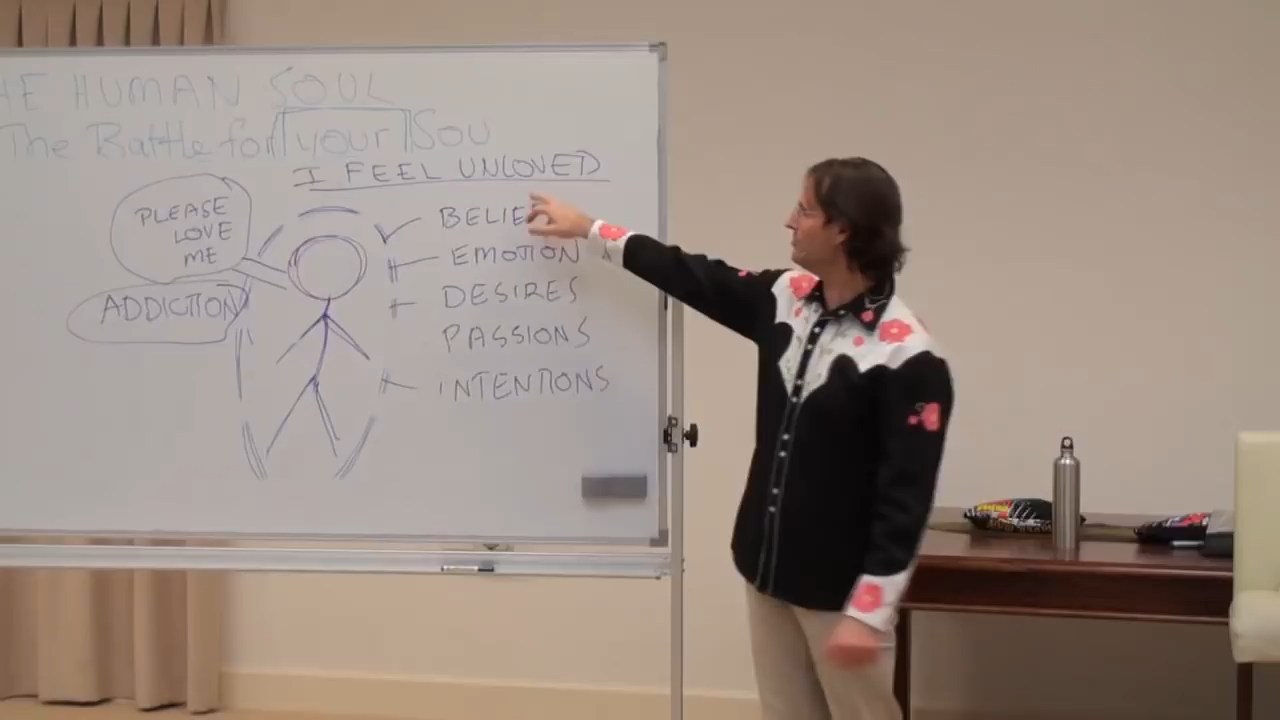 HE HUMAN SOUL
The Battle for your Sou
I FEEL UNLOVED
PLEASE
LOVE
ME
ADDICTION
BELIE
EMOTION
DESIRES
PASSIONS
INTENTIONS